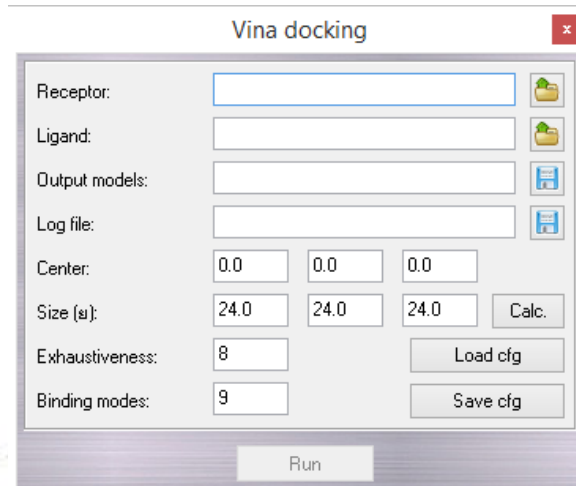 Vina docking
x
Receptor:
Ligand:
Output models:
Log file:
Center: 0.0 0.0 0.0
Size (ย): 24.0 24.0 24.0 Calc.
Exhaustiveness: 8 Load cfg
Binding modes: 9 Save cfg
Run